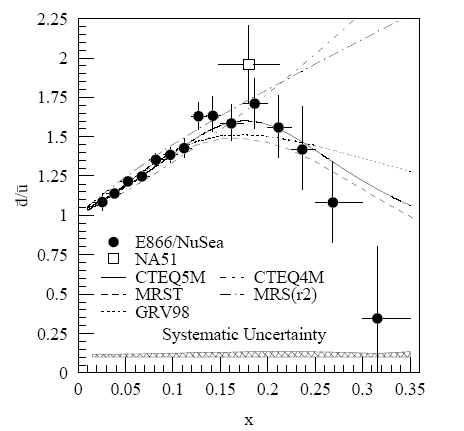 2.25
2
1.75
1.5
1.25
1
0.75
0.5
0.25
0
d̄/ū
E866/NuSea
NA51
CTEQ5M CTEQ4M
MRST MRS(r2)
GRV98
Systematic Uncertainty
0 0.05 0.1 0.15 0.2 0.25 0.3 0.35
x